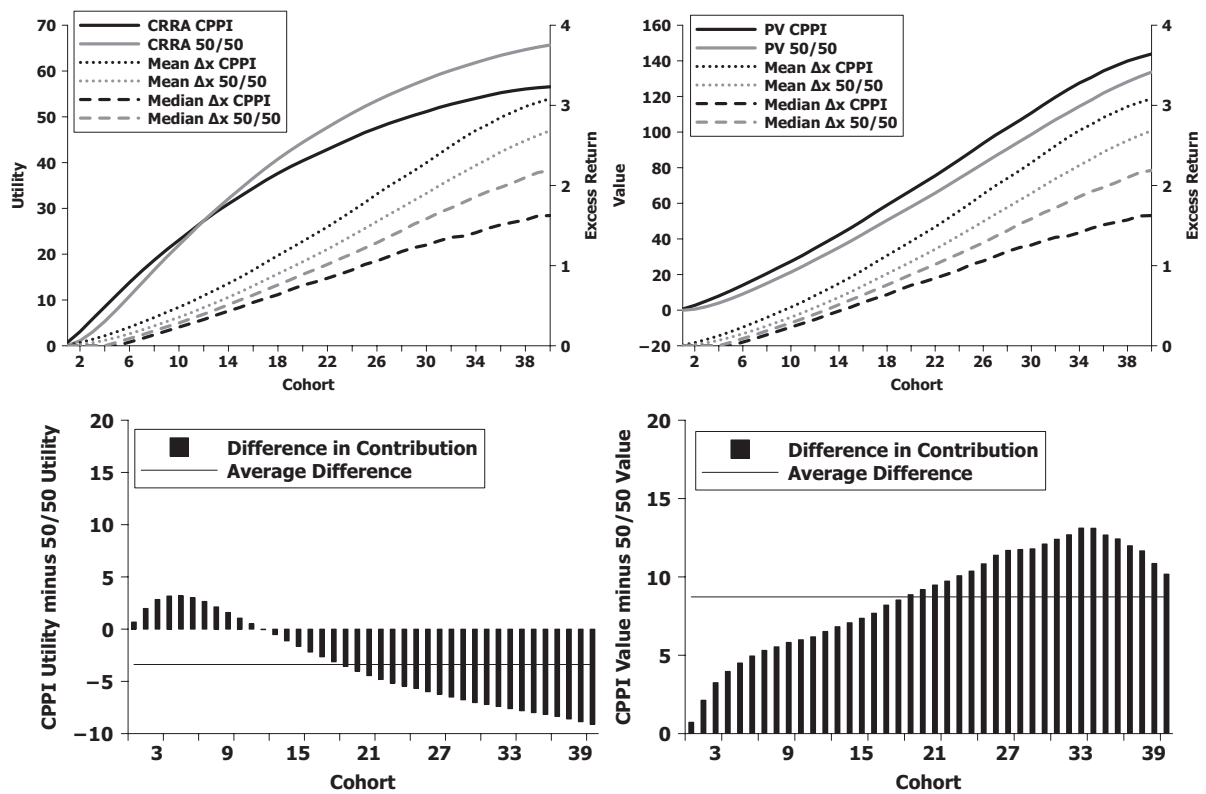 70
60
50
40
30
20
10
0
Utility
CRRA CPPI
CRRA 50/50
Mean Δx CPPI
Mean Δx 50/50
Median Δx CPPI
Median Δx 50/50
4
3
2
1
0
Excess Return
2 6 10 14 18 22 26 30 34 38
Cohort
160
140
120
100
80
60
40
20
0
−20
Value
PV CPPI
PV 50/50
Mean Δx CPPI
Mean Δx 50/50
Median Δx CPPI
Median Δx 50/50
4
3
2
1
0
Excess Return
2 6 10 14 18 22 26 30 34 38
Cohort
20
15
10
5
0
−5
−10
CPPI Utility minus 50/50 Utility
Difference in Contribution
Average Difference
3 9 15 21 27 33 39
Cohort
20
15
10
5
0
CPPI Value minus 50/50 Value
Difference in Contribution
Average Difference
3 9 15 21 27 33 39
Cohort